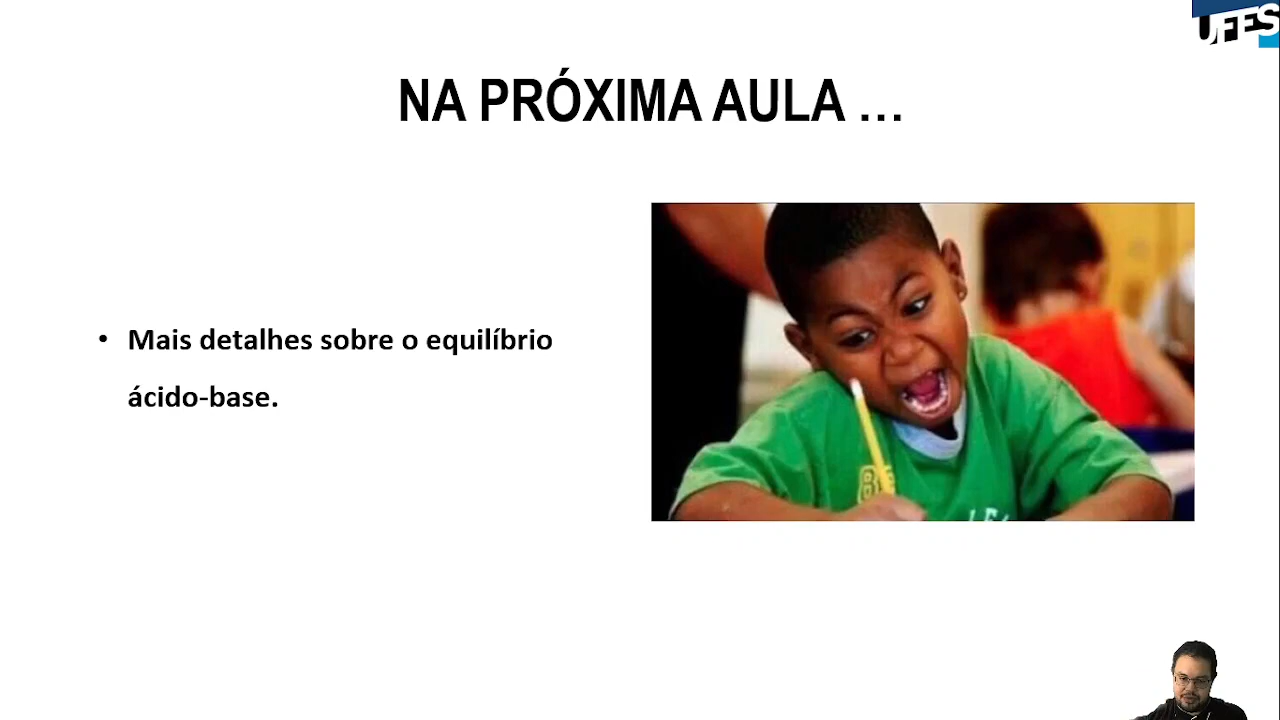 UFES
NA PRÓXIMA AULA ...
• Mais detalhes sobre o equilíbrio
ácido-base.